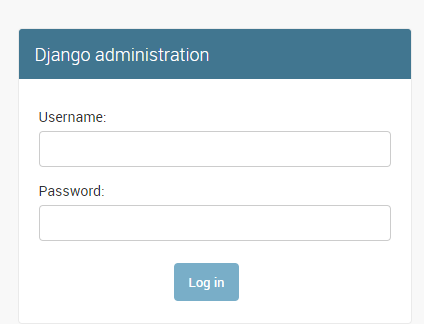 Django administration
Username:
Password:
Log in